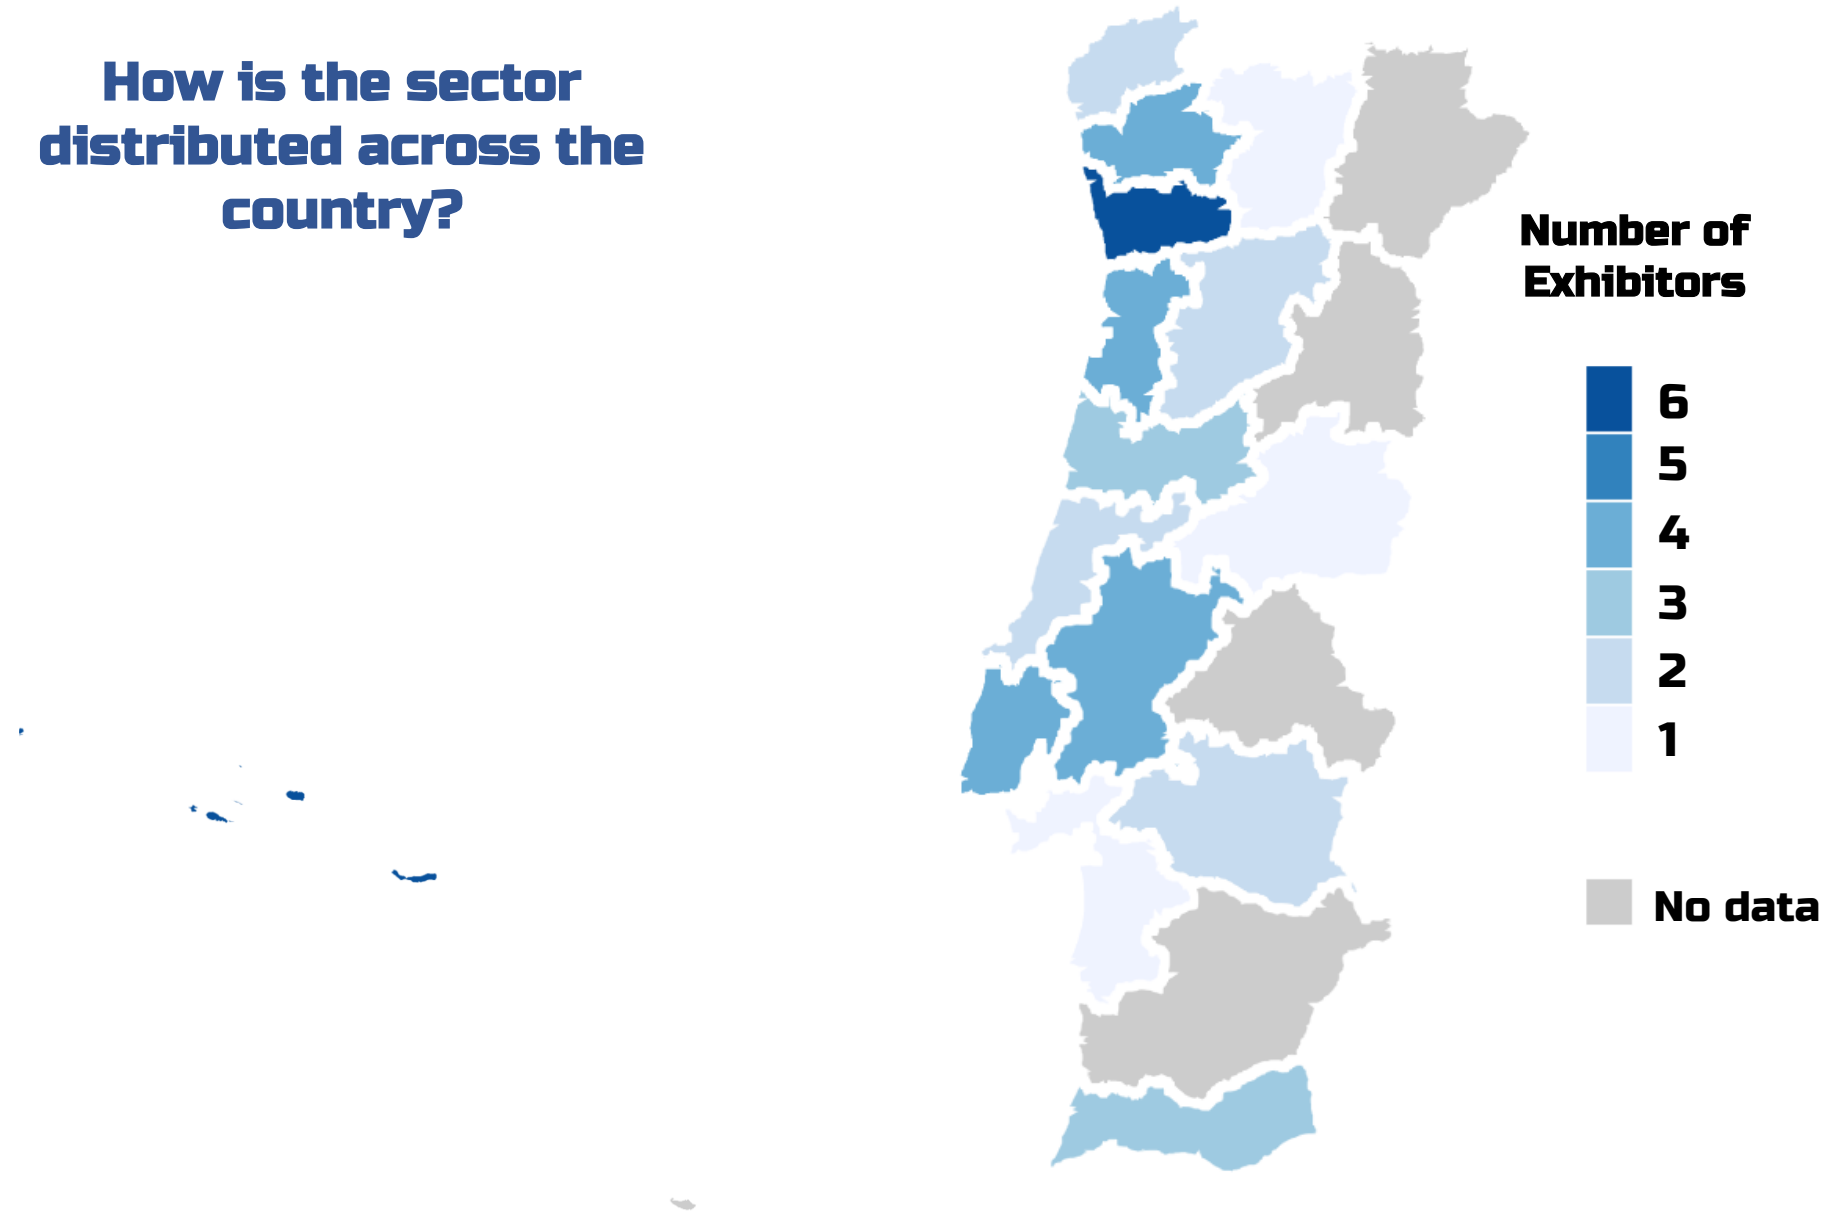 How is the sector
distributed across the
country?
Number of
Exhibitors
6
5
4
3
2
1
No data